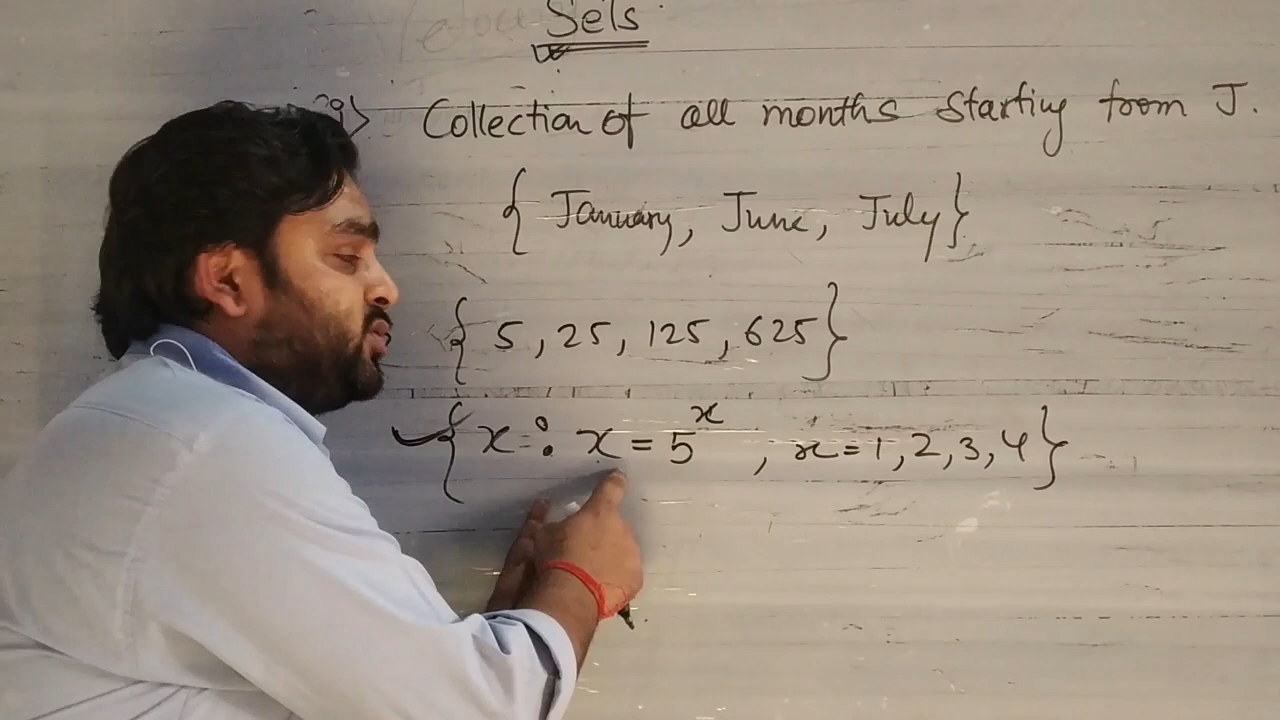 Sets
Collection of all months starting from J.
{ January, June, July }
{ 5, 25, 125, 625 }
{ x : x = 5^x , x = 1, 2, 3, 4 }